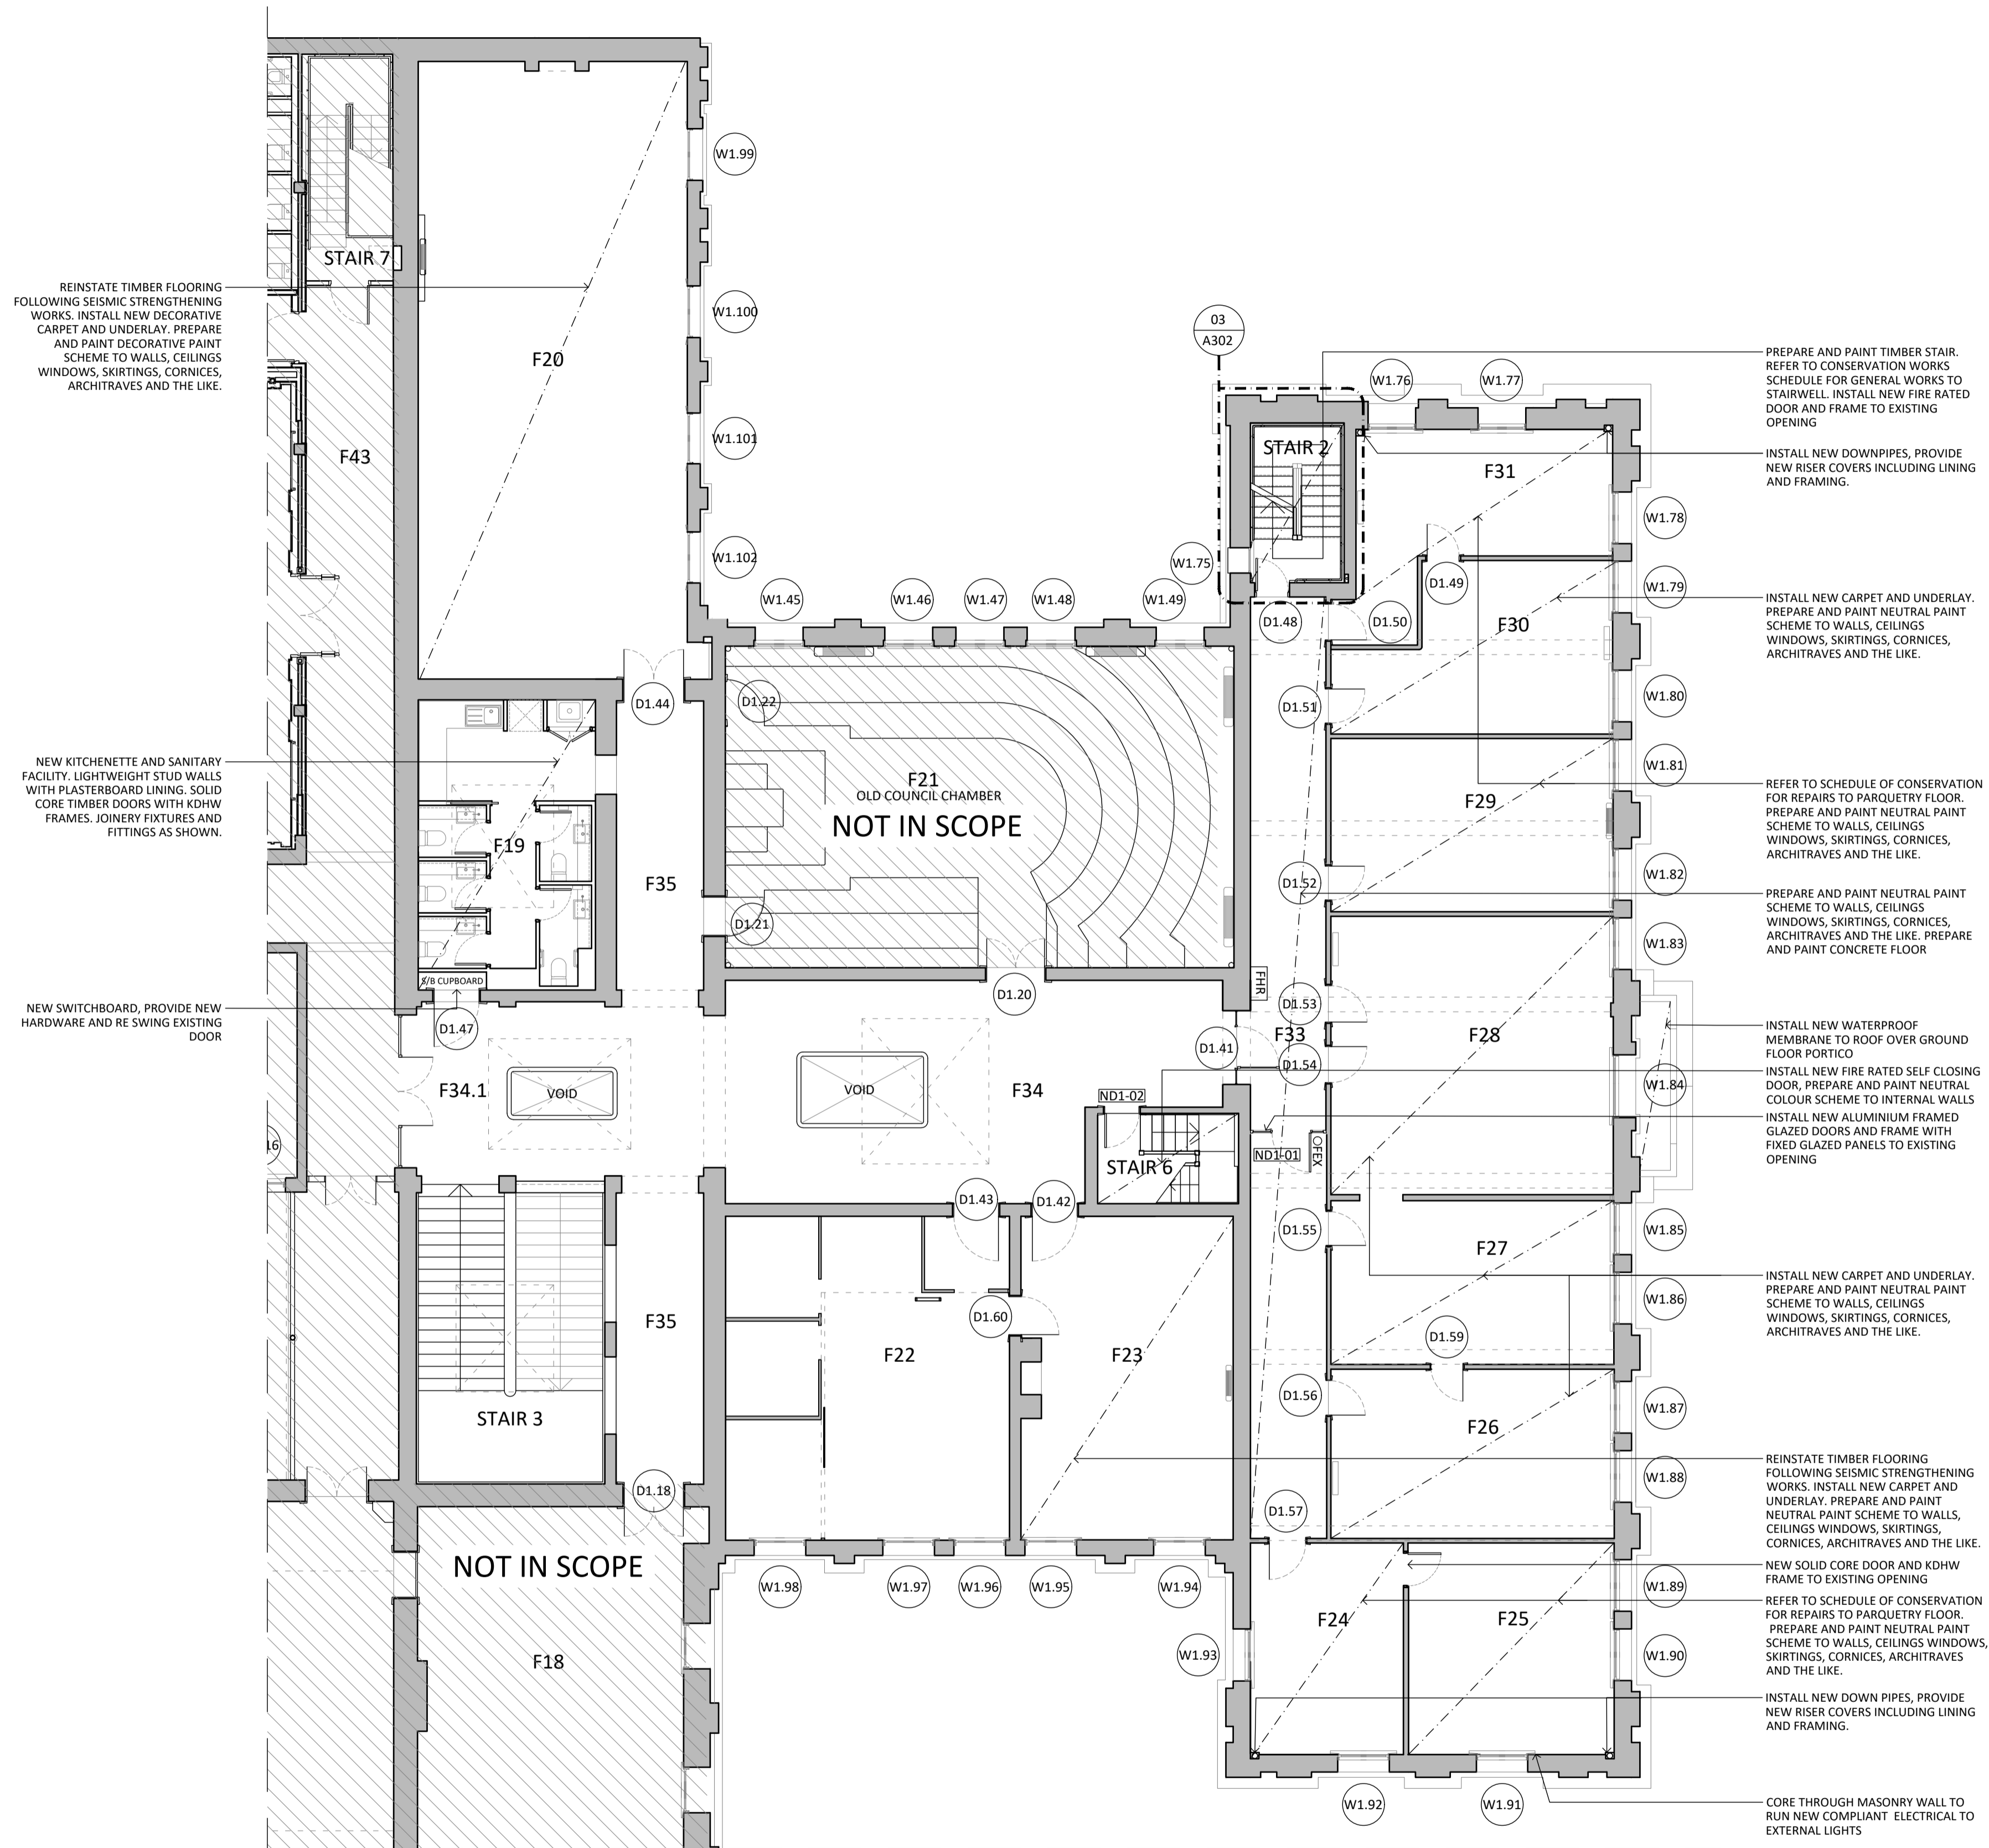 REINSTATE TIMBER FLOORING
FOLLOWING SEISMIC STRENGTHENING
WORKS. INSTALL NEW DECORATIVE
CARPET AND UNDERLAY. PREPARE
AND PAINT DECORATIVE PAINT
SCHEME TO WALLS, CEILINGS
WINDOWS, SKIRTINGS, CORNICES,
ARCHITRAVES AND THE LIKE.
NEW KITCHENETTE AND SANITARY
FACILITY. LIGHTWEIGHT STUD WALLS
WITH PLASTERBOARD LINING. SOLID
CORE TIMBER DOORS WITH KDHW
FRAMES. JOINERY FIXTURES AND
FITTINGS AS SHOWN.
NEW SWITCHBOARD, PROVIDE NEW
HARDWARE AND RE SWING EXISTING
DOOR
STAIR 7
F43
F20
W1.99
W1.100
W1.101
W1.102
W1.45
W1.46
W1.47
W1.48
W1.49
W1.75
03
A302
STAIR 2
W1.76
W1.77
F31
W1.78
D1.49
W1.79
D1.48
D1.50
F30
D1.51
W1.80
D1.44
D1.22
F21
OLD COUNCIL CHAMBER
NOT IN SCOPE
F19
F35
D1.21
D1.20
S/B CUPBOARD
D1.47
F34.1
VOID
VOID
F34
D1.41
FHR
F33
W1.81
F29
D1.52
W1.82
W1.83
D1.53
F28
D1.54
W1.84
ND1-02
STAIR 6
ND1-01
OFEX
16
D1.43
D1.42
D1.55
F27
W1.85
W1.86
D1.60
F35
F22
F23
D1.59
STAIR 3
D1.56
F26
W1.87
W1.88
D1.18
D1.57
NOT IN SCOPE
F18
W1.98
W1.97
W1.96
W1.95
W1.94
W1.93
F24
F25
W1.89
W1.90
W1.92
W1.91
PREPARE AND PAINT TIMBER STAIR.
REFER TO CONSERVATION WORKS
SCHEDULE FOR GENERAL WORKS TO
STAIRWELL. INSTALL NEW FIRE RATED
DOOR AND FRAME TO EXISTING
OPENING
INSTALL NEW DOWNPIPES, PROVIDE
NEW RISER COVERS INCLUDING LINING
AND FRAMING.
INSTALL NEW CARPET AND UNDERLAY.
PREPARE AND PAINT NEUTRAL PAINT
SCHEME TO WALLS, CEILINGS
WINDOWS, SKIRTINGS, CORNICES,
ARCHITRAVES AND THE LIKE.
REFER TO SCHEDULE OF CONSERVATION
FOR REPAIRS TO PARQUETRY FLOOR.
PREPARE AND PAINT NEUTRAL PAINT
SCHEME TO WALLS, CEILINGS
WINDOWS, SKIRTINGS, CORNICES,
ARCHITRAVES AND THE LIKE.
PREPARE AND PAINT NEUTRAL PAINT
SCHEME TO WALLS, CEILINGS
WINDOWS, SKIRTINGS, CORNICES,
ARCHITRAVES AND THE LIKE. PREPARE
AND PAINT CONCRETE FLOOR
INSTALL NEW WATERPROOF
MEMBRANE TO ROOF OVER GROUND
FLOOR PORTICO
INSTALL NEW FIRE RATED SELF CLOSING
DOOR, PREPARE AND PAINT NEUTRAL
COLOUR SCHEME TO INTERNAL WALLS
INSTALL NEW ALUMINIUM FRAMED
GLAZED DOORS AND FRAME WITH
FIXED GLAZED PANELS TO EXISTING
OPENING
INSTALL NEW CARPET AND UNDERLAY.
PREPARE AND PAINT NEUTRAL PAINT
SCHEME TO WALLS, CEILINGS
WINDOWS, SKIRTINGS, CORNICES,
ARCHITRAVES AND THE LIKE.
REINSTATE TIMBER FLOORING
FOLLOWING SEISMIC STRENGTHENING
WORKS. INSTALL NEW CARPET AND
UNDERLAY. PREPARE AND PAINT
NEUTRAL PAINT SCHEME TO WALLS,
CEILINGS WINDOWS, SKIRTINGS,
CORNICES, ARCHITRAVES AND THE LIKE.
NEW SOLID CORE DOOR AND KDHW
FRAME TO EXISTING OPENING
REFER TO SCHEDULE OF CONSERVATION
FOR REPAIRS TO PARQUETRY FLOOR.
PREPARE AND PAINT NEUTRAL PAINT
SCHEME TO WALLS, CEILINGS WINDOWS,
SKIRTINGS, CORNICES, ARCHITRAVES
AND THE LIKE.
INSTALL NEW DOWN PIPES, PROVIDE
NEW RISER COVERS INCLUDING LINING
AND FRAMING.
CORE THROUGH MASONRY WALL TO
RUN NEW COMPLIANT ELECTRICAL TO
EXTERNAL LIGHTS